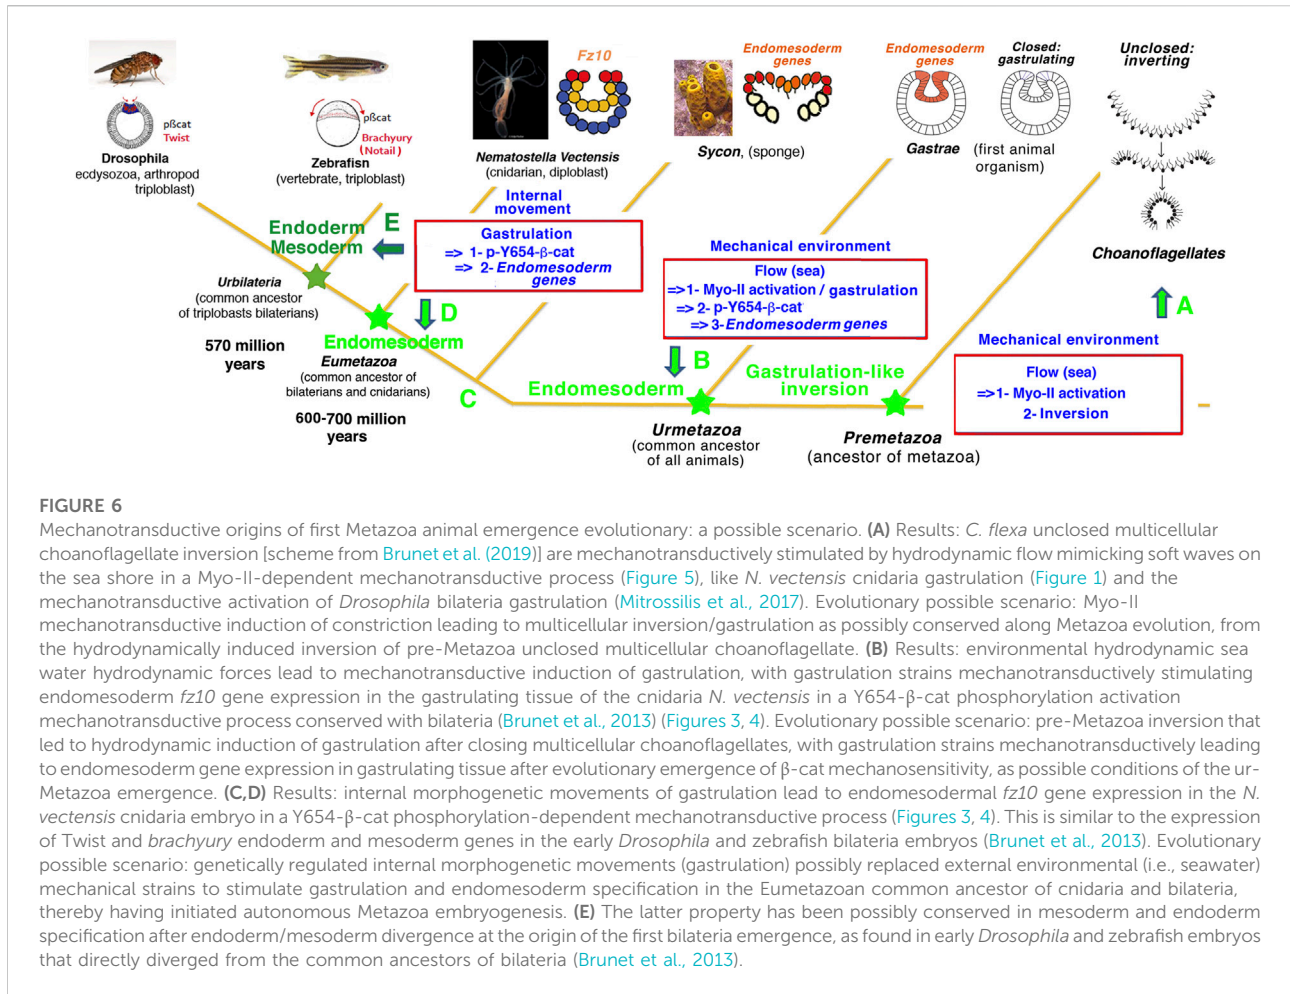 Fz10
Endomesoderm
genes
Endomesoderm
genes
Closed:
gastrulating
Unclosed:
inverting
pβcat
Twist
pβcat
Brachyury
(Notail)
Drosophila
ecdysozoa, arthropod
triploblast)
Zebrafisn
(vertebrate, triploblast)
Nematostella Vectensis
(cnidarian, diploblast)
Sycon, (sponge)
Gastrae
(first animal
organism)
Choanoflagellates
Internal
movement
Endoderm
Mesoderm
E
Gastrulation
=> 1- p-Y654-β-cat
=> 2- Endomesoderm
genes
Mechanical environment
Flow (sea)
=>1- Myo-II activation / gastrulation
=>2- p-Y654-β-cat
=>3-Endomesoderm genes
A
Urbilateria
(common ancestor
of triplobasts bilaterians)
D
Endomesoderm
570 million
years
Eumetazoa
(common ancestor of
bilaterians and cnidarians)
600-700 million
years
C
B
Endomesoderm
Gastrulation-like
inversion
Mechanical environment
Flow (sea)
=>1- Myo-II activation
2- Inversion
Urmetazoa
(common ancestor
of all animals)
Premetazoa
(ancestor of metazoa)
FIGURE 6
Mechanotransductive origins of first Metazoa animal emergence evolutionary: a possible scenario. (A) Results: C. flexa unclosed multicellular
choanoflagellate inversion [scheme from Brunet et al. (2019)] are mechanotransductively stimulated by hydrodynamic flow mimicking soft waves on
the sea shore in a Myo-II-dependent mechanotransductive process (Figure 5), like N. vectensis cnidaria gastrulation (Figure 1) and the
mechanotransductive activation of Drosophila bilateria gastrulation (Mitrossilis et al., 2017). Evolutionary possible scenario: Myo-II
mechanotransductive induction of constriction leading to multicellular inversion/gastrulation as possibly conserved along Metazoa evolution, from
the hydrodynamically induced inversion of pre-Metazoa unclosed multicellular choanoflagellate. (B) Results: environmental hydrodynamic sea
water hydrodynamic forces lead to mechanotransductive induction of gastrulation, with gastrulation strains mechanotransductively stimulating
endomesoderm fz10 gene expression in the gastrulating tissue of the cnidaria N. vectensis in a Y654-β-cat phosphorylation activation
mechanotransductive process conserved with bilateria (Brunet et al., 2013) (Figures 3, 4). Evolutionary possible scenario: pre-Metazoa inversion that
led to hydrodynamic induction of gastrulation after closing multicellular choanoflagellates, with gastrulation strains mechanotransductively leading
to endomesoderm gene expression in gastrulating tissue after evolutionary emergence of β-cat mechanosensitivity, as possible conditions of the ur-
Metazoa emergence. (C,D) Results: internal morphogenetic movements of gastrulation lead to endomesodermal fz10 gene expression in the N.
vectensis cnidaria embryo in a Y654-β-cat phosphorylation-dependent mechanotransductive process (Figures 3, 4). This is similar to the expression
of Twist and brachyury endoderm and mesoderm genes in the early Drosophila and zebrafish bilateria embryos (Brunet et al., 2013). Evolutionary
possible scenario: genetically regulated internal morphogenetic movements (gastrulation) possibly replaced external environmental (i.e., seawater)
mechanical strains to stimulate gastrulation and endomesoderm specification in the Eumetazoan common ancestor of cnidaria and bilateria,
thereby having initiated autonomous Metazoa embryogenesis. (E) The latter property has been possibly conserved in mesoderm and endoderm
specification after endoderm/mesoderm divergence at the origin of the first bilateria emergence, as found in early Drosophila and zebrafish embryos
that directly diverged from the common ancestors of bilateria (Brunet et al., 2013).